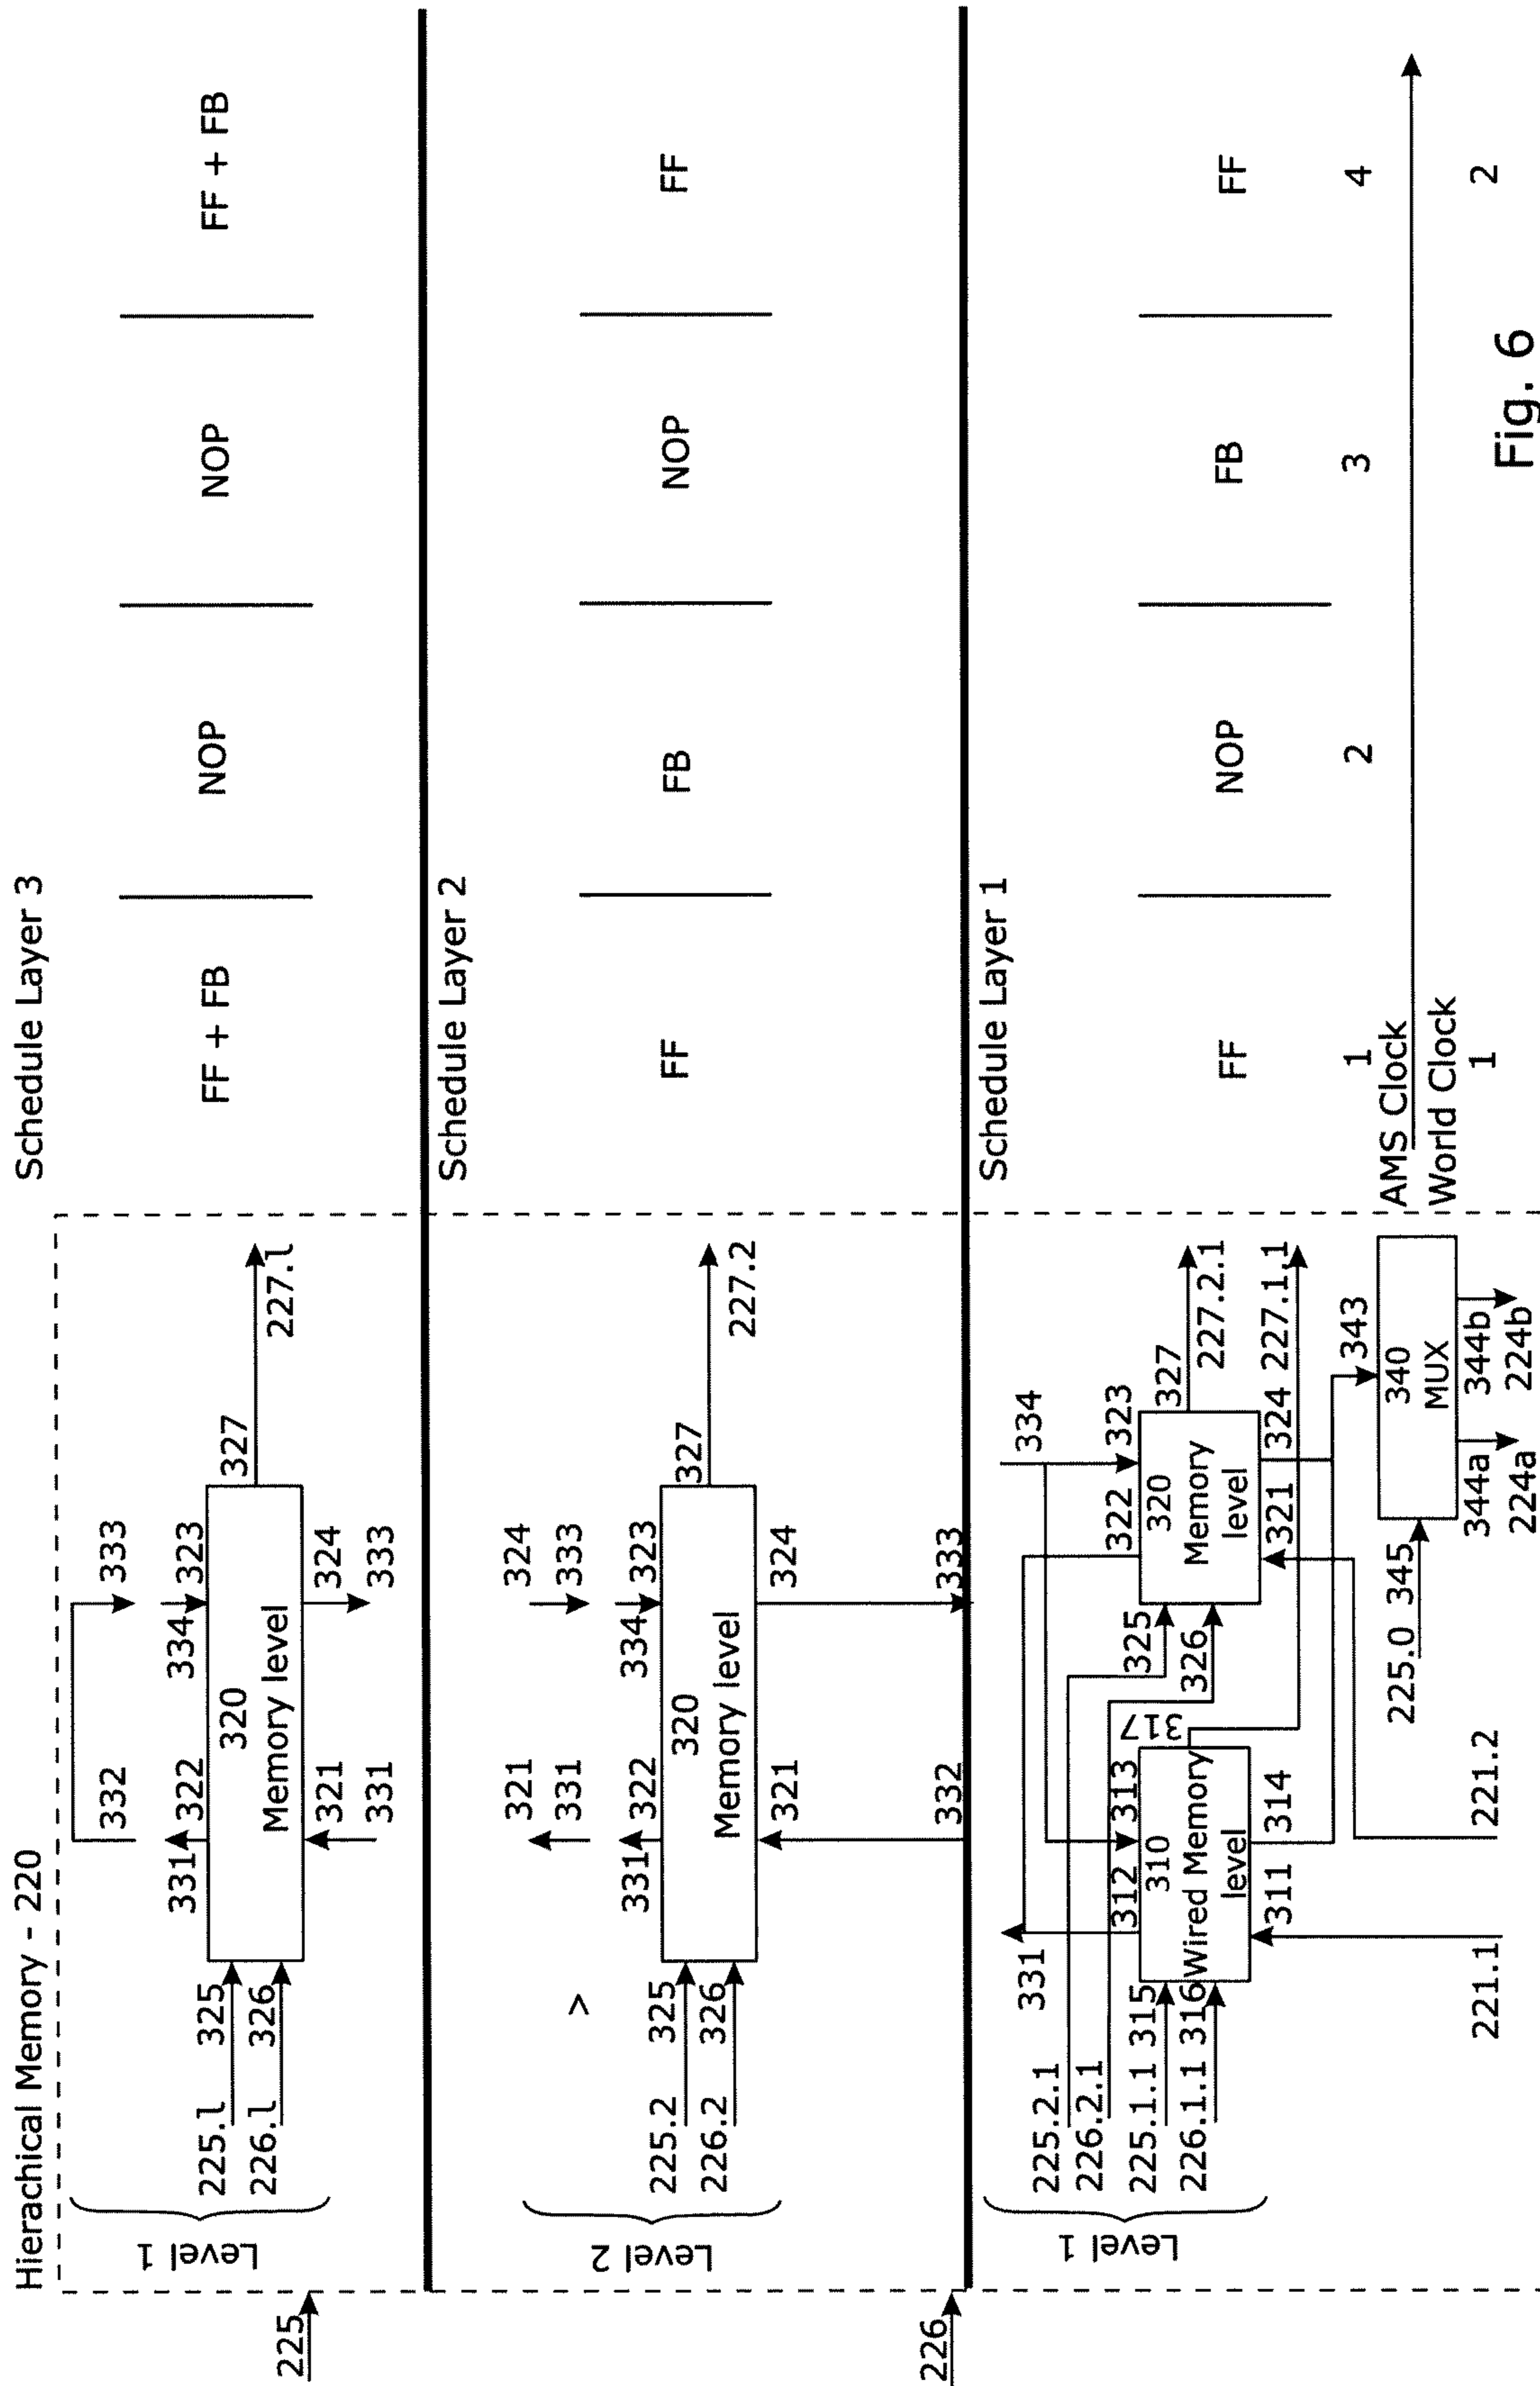 Hierachical Memory - 220
Schedule Layer 3
225
Level 1
225.l 325
226.l 326
332
333
331
322
334
323
320
Memory level
327
227.l
321
324
331
333
FF + FB
NOP
NOP
FF + FB
Schedule Layer 2
226
Level 2
>
225.2 325
226.2 326
321
324
331
333
331
322
334
323
320
Memory level
327
227.2
321
324
332
333
FF
FB
NOP
FF
Schedule Layer 1
Level 1
225.2.1
226.2.1
225.1.1 315
226.1.1 316
331
334
312 313
310
Wired Memory
level
317
311
314
325
326
322
323
320
Memory
level
327
227.2.1
321
324
227.1.1
343
340
MUX
225.0 345
344a
344b
224a
224b
221.1
221.2
FF
NOP
FB
FF
1
2
3
4
AMS Clock
World Clock
1
2
Fig. 6